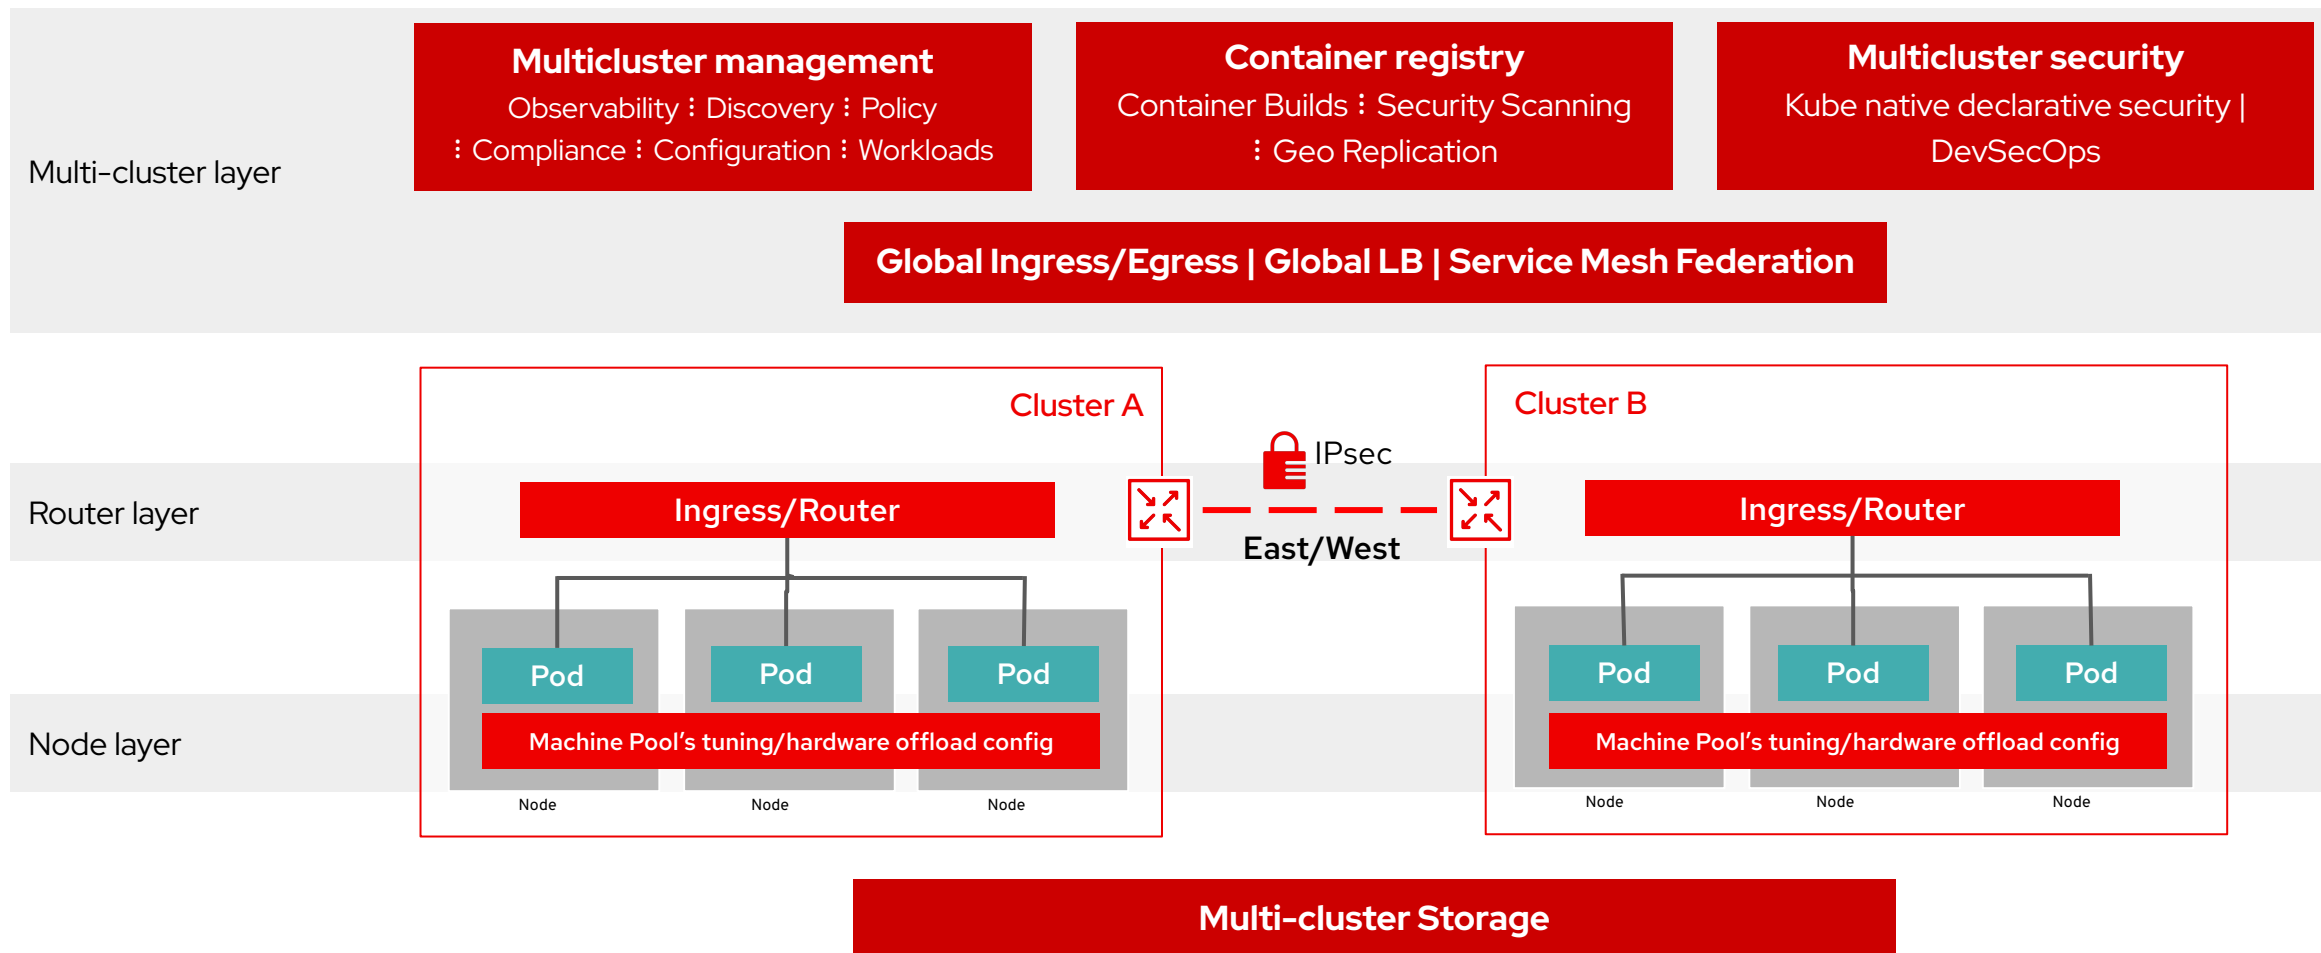 Multicluster management
Observability ⋮ Discovery ⋮ Policy
⋮ Compliance ⋮ Configuration ⋮ Workloads
Container registry
Container Builds ⋮ Security Scanning
⋮ Geo Replication
Multicluster security
Kube native declarative security |
DevSecOps
Multi-cluster layer
Global Ingress/Egress | Global LB | Service Mesh Federation
Cluster A
Cluster B
IPsec
Router layer
Ingress/Router
East/West
Ingress/Router
Pod
Pod
Pod
Pod
Pod
Pod
Node layer
Machine Pool’s tuning/hardware offload config
Machine Pool’s tuning/hardware offload config
Node
Node
Node
Node
Node
Node
Multi-cluster Storage